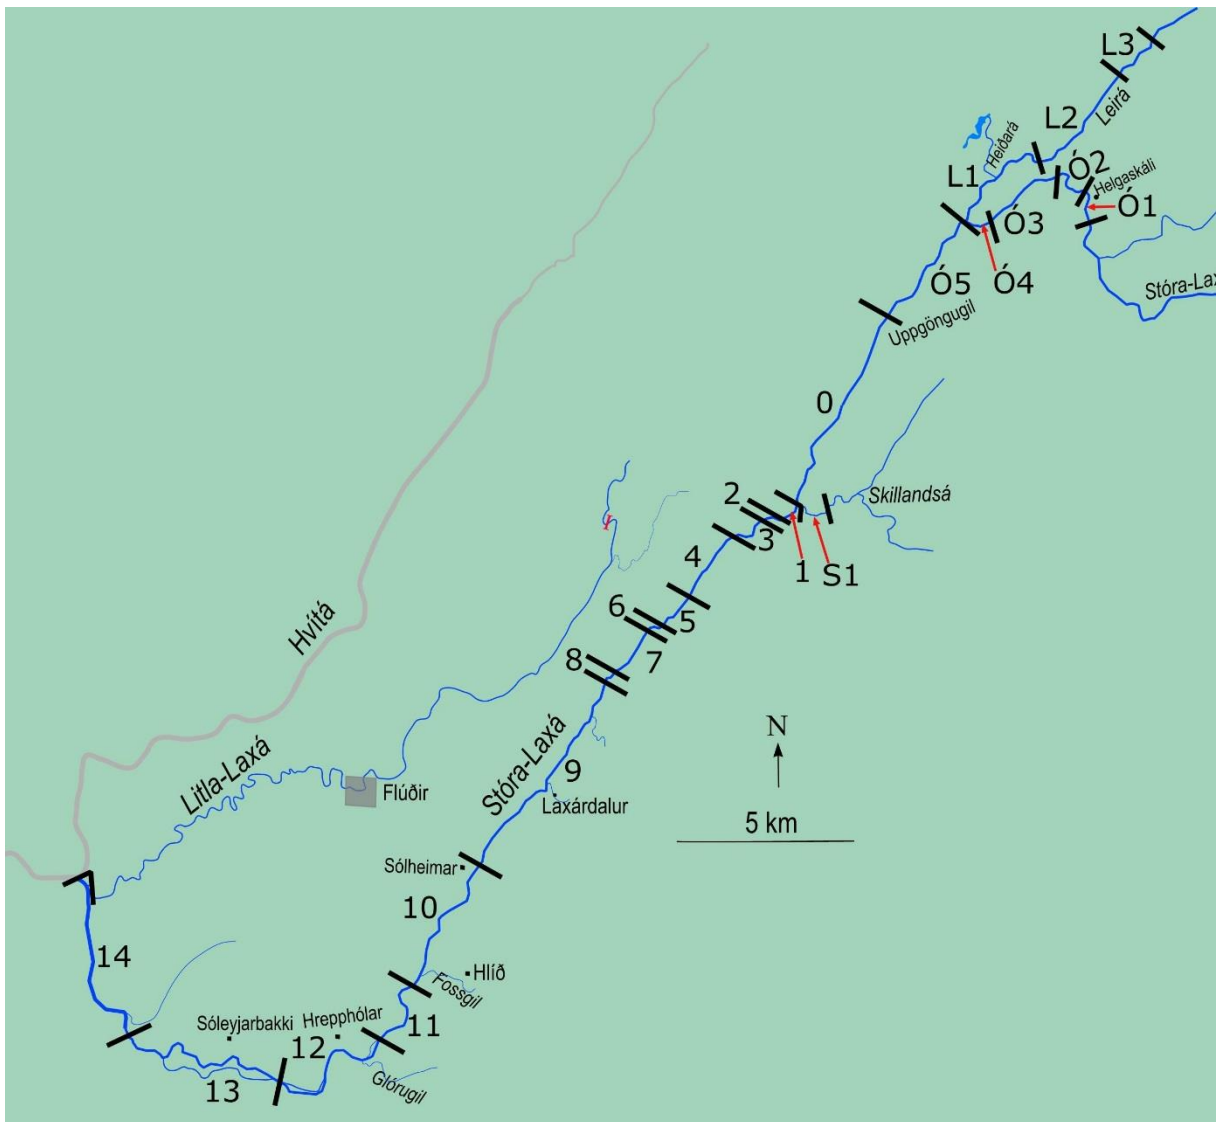 L3
Leirá
L2
Heiðará
L1
Ó2
Helgaskáli
Ó1
Ó3
Ó4
Ó5
Stóra-Lax
Uppgöngugil
0
Skillandsá
2
3
1
S1
4
5
6
7
8
Hvítá
Litla-Laxá
Flúðir
Stóra-Laxá
9
Laxárdalur
N
5 km
Sólheimar
10
Hlíð
Fossgil
14
11
Sóleyjarbakki
Hrepphólar
12
Glórugil
13